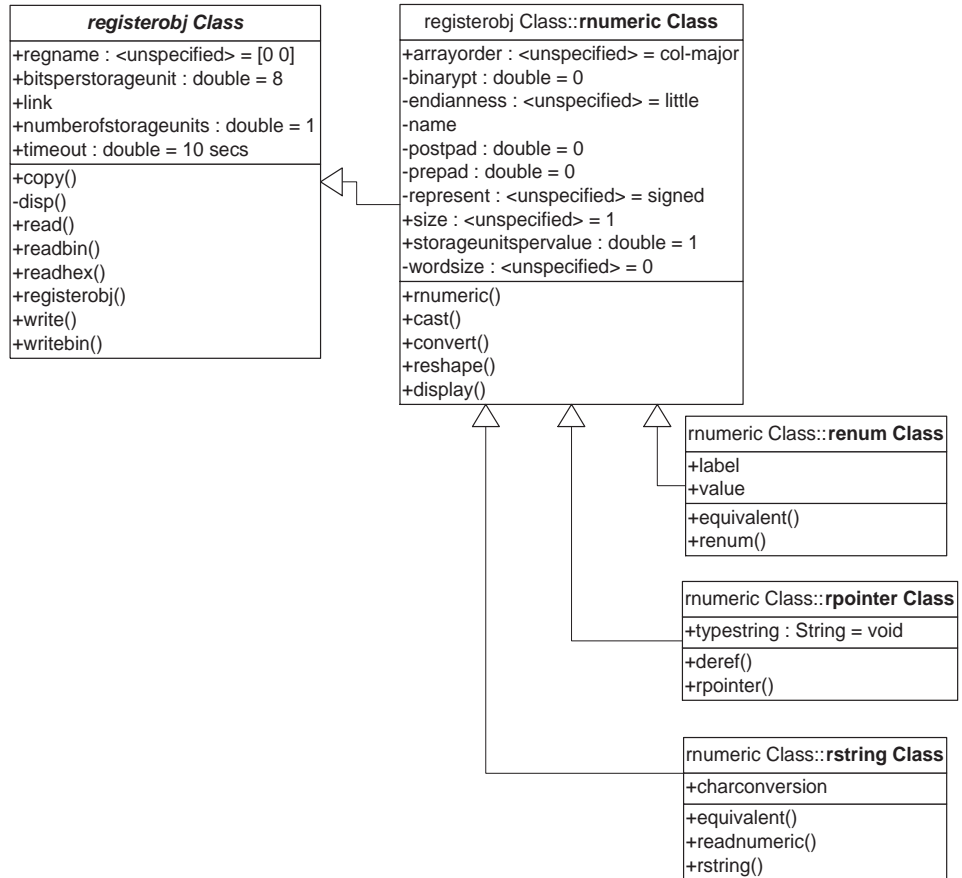 registerobj Class
+regname : <unspecified> = [0 0]
+bitsperstorageunit : double = 8
+link
+numberofstorageunits : double = 1
+timeout : double = 10 secs
+copy()
-disp()
+read()
+readbin()
+readhex()
+registerobj()
+write()
+writebin()
registerobj Class::rnumeric Class
+arrayorder : <unspecified> = col-major
-binarypt : double = 0
-endianness : <unspecified> = little
-name
-postpad : double = 0
-prepad : double = 0
-represent : <unspecified> = signed
+size : <unspecified> = 1
+storageunitspervalue : double = 1
-wordsize : <unspecified> = 0
+rnumeric()
+cast()
+convert()
+reshape()
+display()
rnumeric Class::renum Class
+label
+value
+equivalent()
+renum()
rnumeric Class::rpointer Class
+typestring : String = void
+deref()
+rpointer()
rnumeric Class::rstring Class
+charconversion
+equivalent()
+readnumeric()
+rstring()